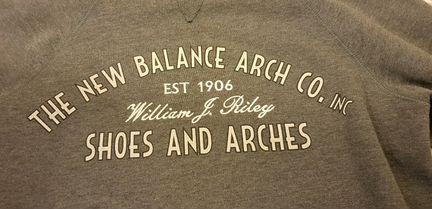 THE NEW BALANCE ARCH CO. INC
EST 1906
William J. Riley
SHOES AND ARCHES